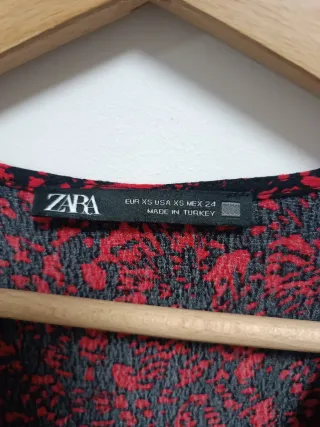 ZARA
EUR XS USA XS MEX 24
MADE IN TURKEY